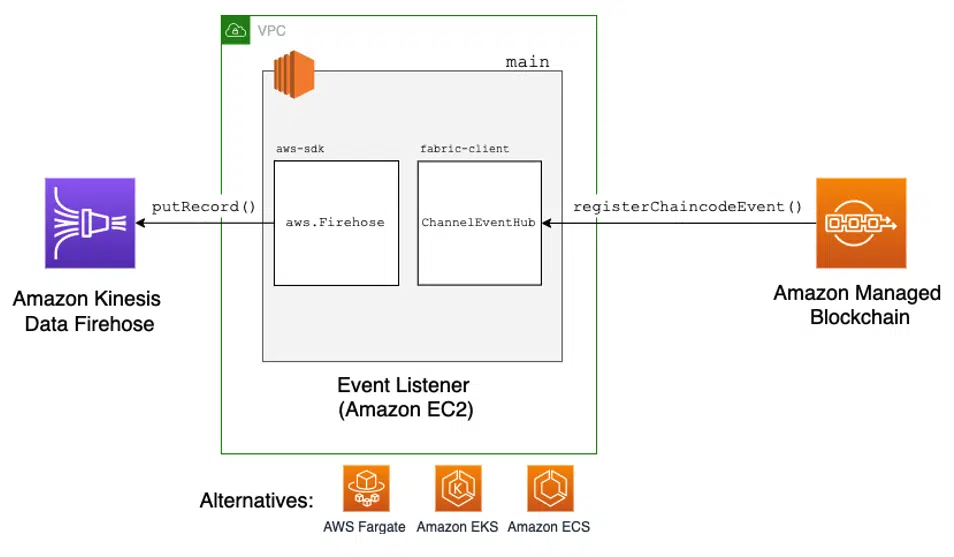 VPC
main
aws-sdk
fabric-client
putRecord()
aws.Firehose
ChannelEventHub
registerChaincodeEvent()
Amazon Kinesis
Data Firehose
Amazon Managed
Blockchain
Event Listener
(Amazon EC2)
Alternatives:
K
AWS Fargate
Amazon EKS
Amazon ECS